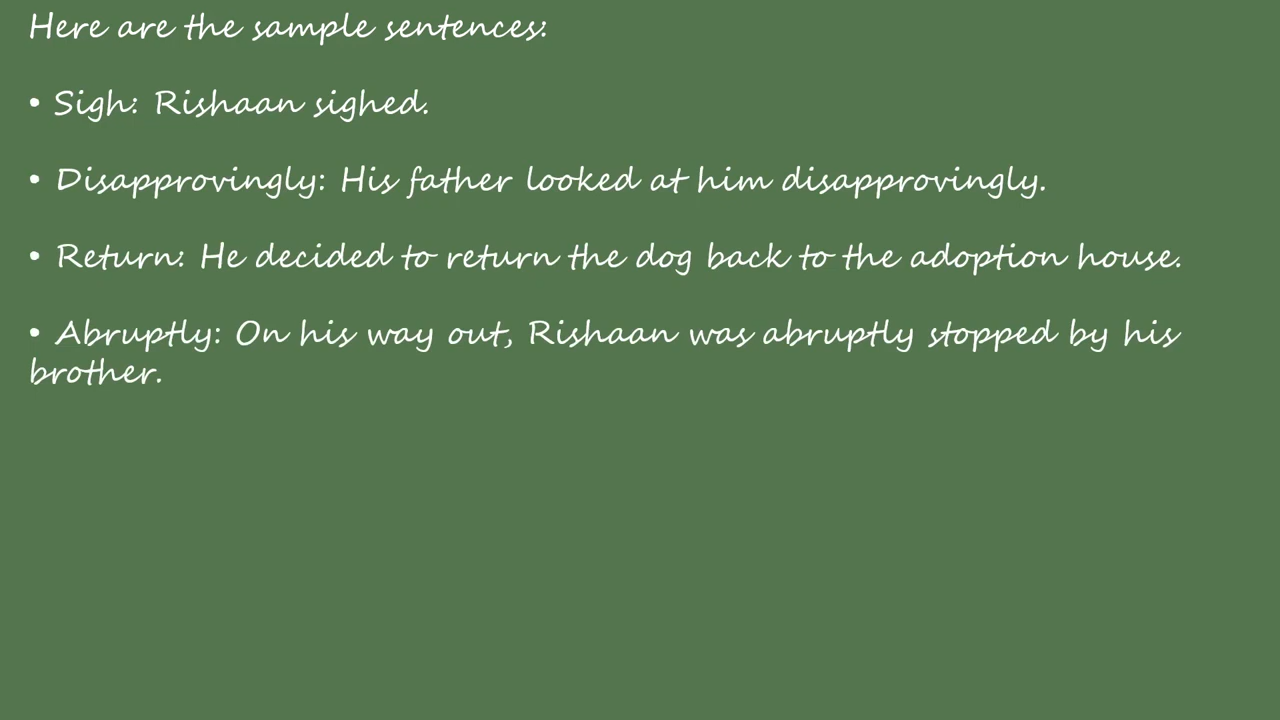 Here are the sample sentences:
• Sigh: Rishaan sighed.
• Disapprovingly: His father looked at him disapprovingly.
• Return: He decided to return the dog back to the adoption house.
• Abruptly: On his way out, Rishaan was abruptly stopped by his
brother.